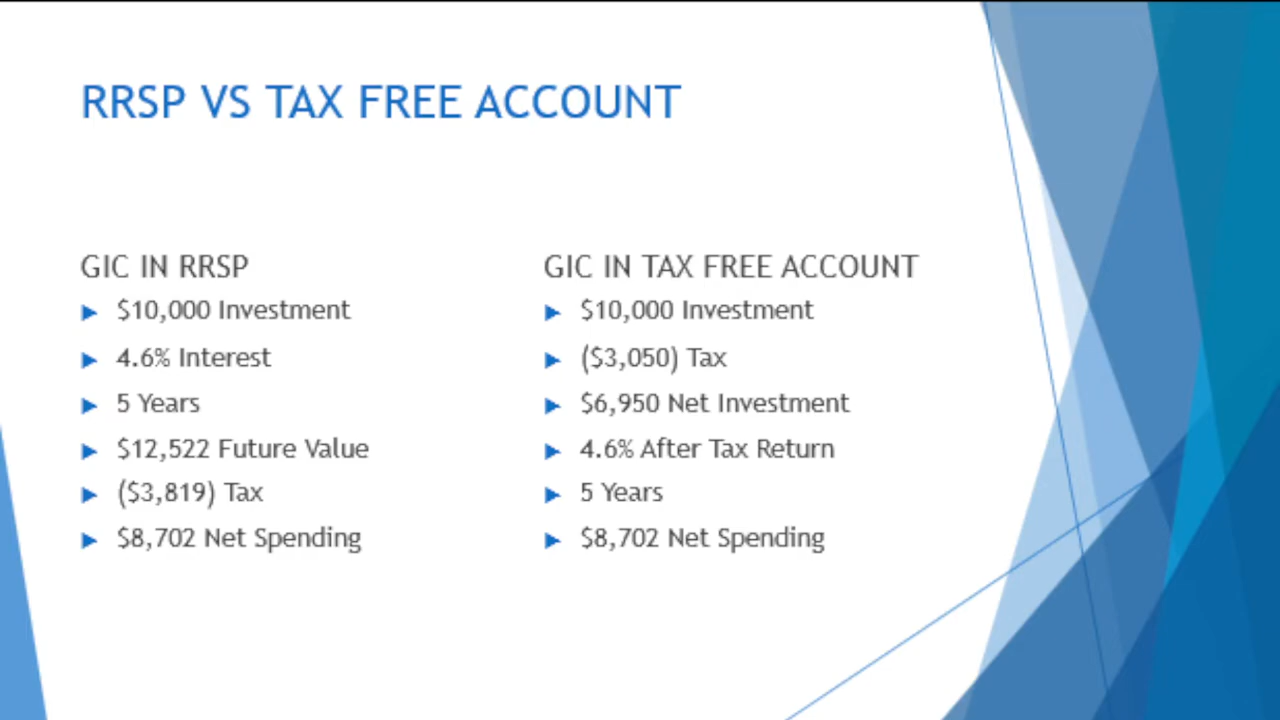 RRSP VS TAX FREE ACCOUNT
GIC IN RRSP
$10,000 Investment
4.6% Interest
5 Years
$12,522 Future Value
($3,819) Tax
$8,702 Net Spending
GIC IN TAX FREE ACCOUNT
$10,000 Investment
($3,050) Tax
$6,950 Net Investment
4.6% After Tax Return
5 Years
$8,702 Net Spending